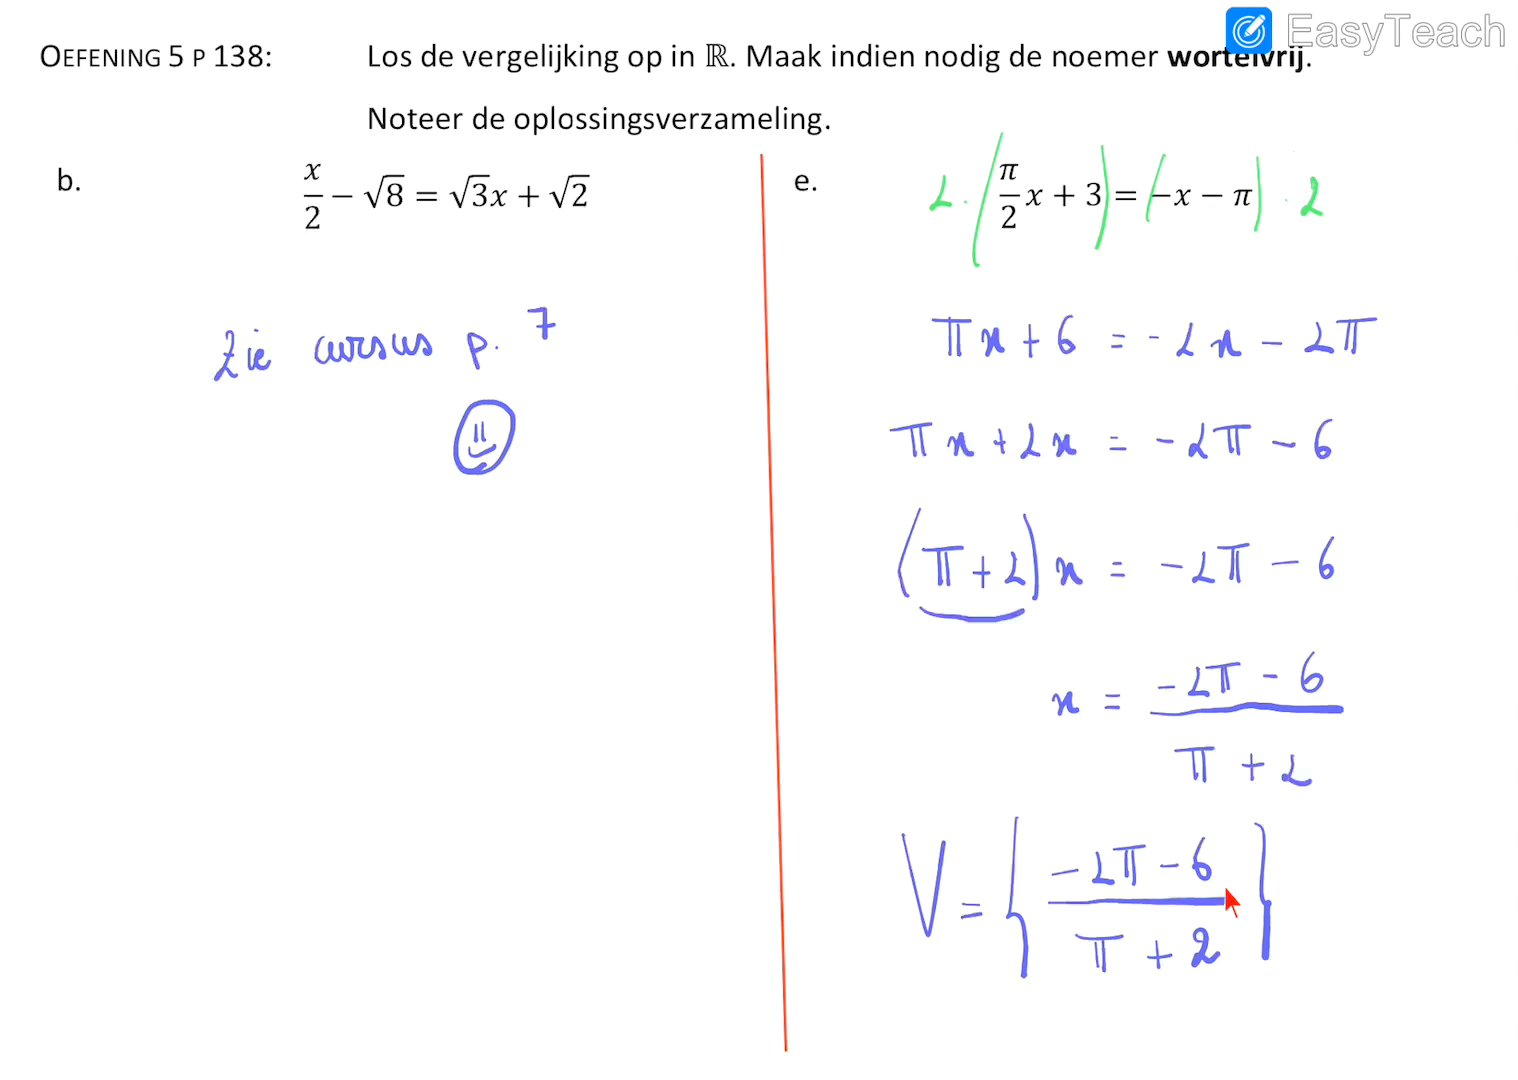 EasyTeach
OEFENING 5 P 138: Los de vergelijking op in ℝ. Maak indien nodig de noemer wortelvrij.
Noteer de oplossingsverzameling.
b. x/2 − √8 = √3x + √2
Zie cursus p. 7
e. 2 · (π/2 x + 3) = (−x − π) · 2
πx + 6 = −2x − 2π
πx + 2x = −2π − 6
(π + 2)x = −2π − 6
x = (−2π − 6)/(π + 2)
V = {(−2π − 6)/(π + 2)}